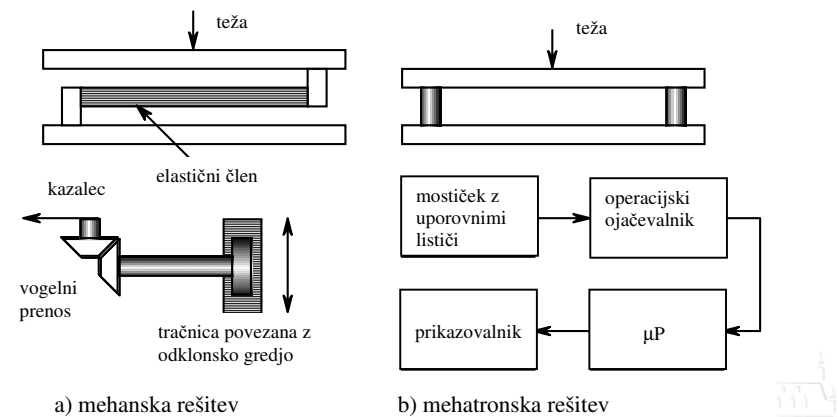 teža
elastični člen
kazalec
vogelni
prenos
tračnica povezana z
odklonsko gredjo
a) mehanska rešitev
teža
mostiček z
uporovnimi
lističi
operacijski
ojačevalnik
prikazovalnik
μP
b) mehatronska rešitev